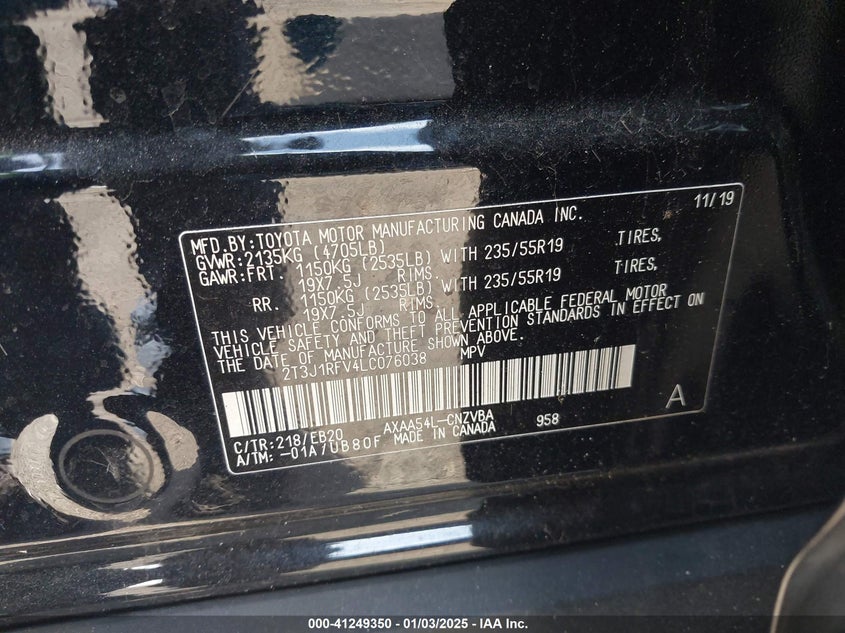 11/19
MFD.BY:TOYOTA MOTOR MANUFACTURING CANADA INC.
GVWR:2135KG (4705LB)
GAWR:FRT 1150KG (2535LB) WITH 235/55R19 TIRES,
19X7.5J RIMS.
RR. 1150KG (2535LB) WITH 235/55R19 TIRES,
19X7.5J RIMS.
THIS VEHICLE CONFORMS TO ALL APPLICABLE FEDERAL MOTOR
VEHICLE SAFETY AND THEFT PREVENTION STANDARDS IN EFFECT ON
THE DATE OF MANUFACTURE SHOWN ABOVE.
2T3J1RFV4LC076038 MPV
A
C/TR:218/EB20 AXAA54L-CNZVBA 958
A/TM:-01A/UB80F MADE IN CANADA
000-41249350 - 01/03/2025 - IAA Inc.